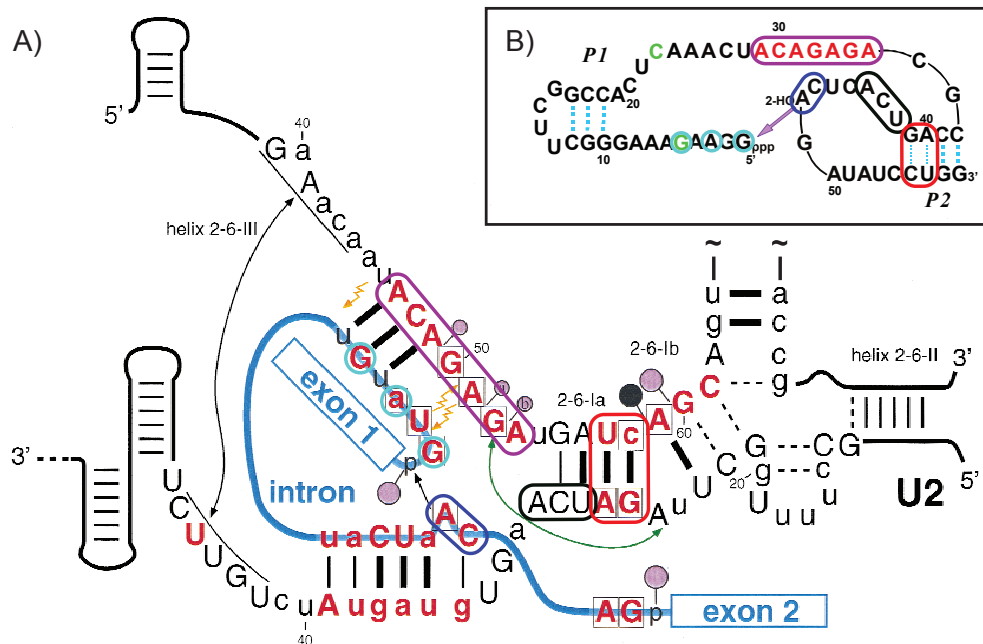 A)
B)
30
P1
C A A A C U A C A G A G A C G C C
U
C A
20
G G C C
C
U
U C G G G A A A G A A G G ppp
10
5'
2-HO A C U C A C U G A
40
G
A U A U C C U G G 3'
50
P2
5'
40
G a A a c a a u
helix 2-6-III
A C A G A G A
50
a
b
u G u a U G
p
exon 1
intron
2-6-Ia
u G A U c A G C
60
2-6-Ib
A g u ~
~ a c c g
helix 2-6-II
3'
5'
U2
A C U A G A u U C G g U u u u c C G
20
3'
U C U U G U c u A u g a u g U G a
40
u a C U a A C
A G p
exon 2